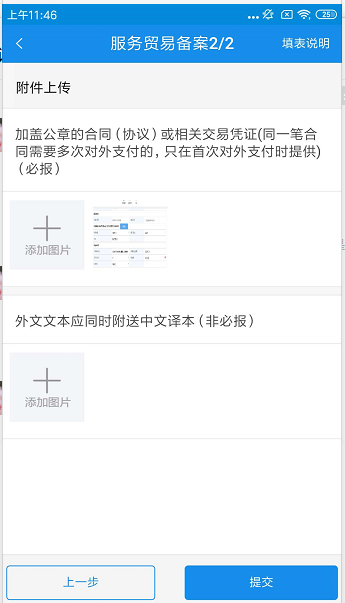 上午11:46
25
服务贸易备案2/2
填表说明
附件上传
加盖公章的合同（协议）或相关交易凭证(同一笔合
同需要多次对外支付的，只在首次对外支付时提供)
（必报）
添加图片
外文文本应同时附送中文译本（非必报）
添加图片
上一步
提交